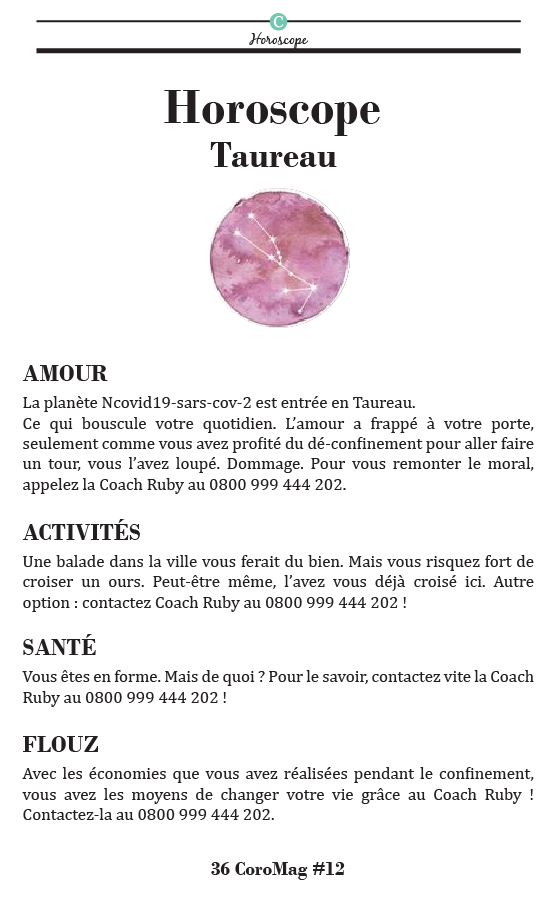 C
Horoscope
Horoscope
Taureau
AMOUR
La planète Ncovid19-sars-cov-2 est entrée en Taureau.
Ce qui bouscule votre quotidien. L’amour a frappé à votre porte,
seulement comme vous avez profité du dé-confinement pour aller faire
un tour, vous l’avez loupé. Dommage. Pour vous remonter le moral,
appelez la Coach Ruby au 0800 999 444 202.
ACTIVITÉS
Une balade dans la ville vous ferait du bien. Mais vous risquez fort de
croiser un ours. Peut-être même, l’avez vous déjà croisé ici. Autre
option : contactez Coach Ruby au 0800 999 444 202 !
SANTÉ
Vous êtes en forme. Mais de quoi ? Pour le savoir, contactez vite la Coach
Ruby au 0800 999 444 202 !
FLOUZ
Avec les économies que vous avez réalisées pendant le confinement,
vous avez les moyens de changer votre vie grâce au Coach Ruby !
Contactez-la au 0800 999 444 202.
36 CoroMag #12